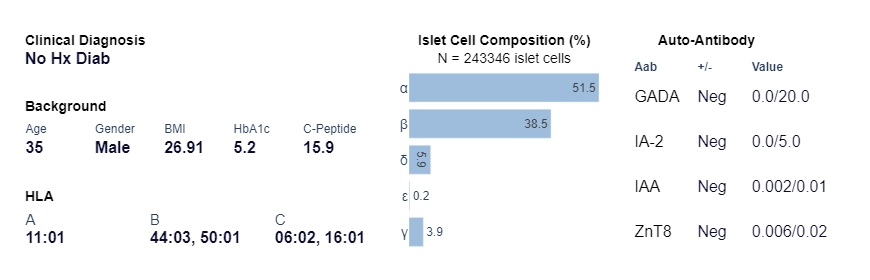 Clinical Diagnosis
No Hx Diab
Background
Age Gender BMI HbA1c C-Peptide
35 Male 26.91 5.2 15.9
HLA
A B C
11:01 44:03, 50:01 06:02, 16:01
Islet Cell Composition (%)
N = 243346 islet cells
α 51.5
β 38.5
δ 5.9
ε 0.2
γ 3.9
Auto-Antibody
Aab +/- Value
GADA Neg 0.0/20.0
IA-2 Neg 0.0/5.0
IAA Neg 0.002/0.01
ZnT8 Neg 0.006/0.02